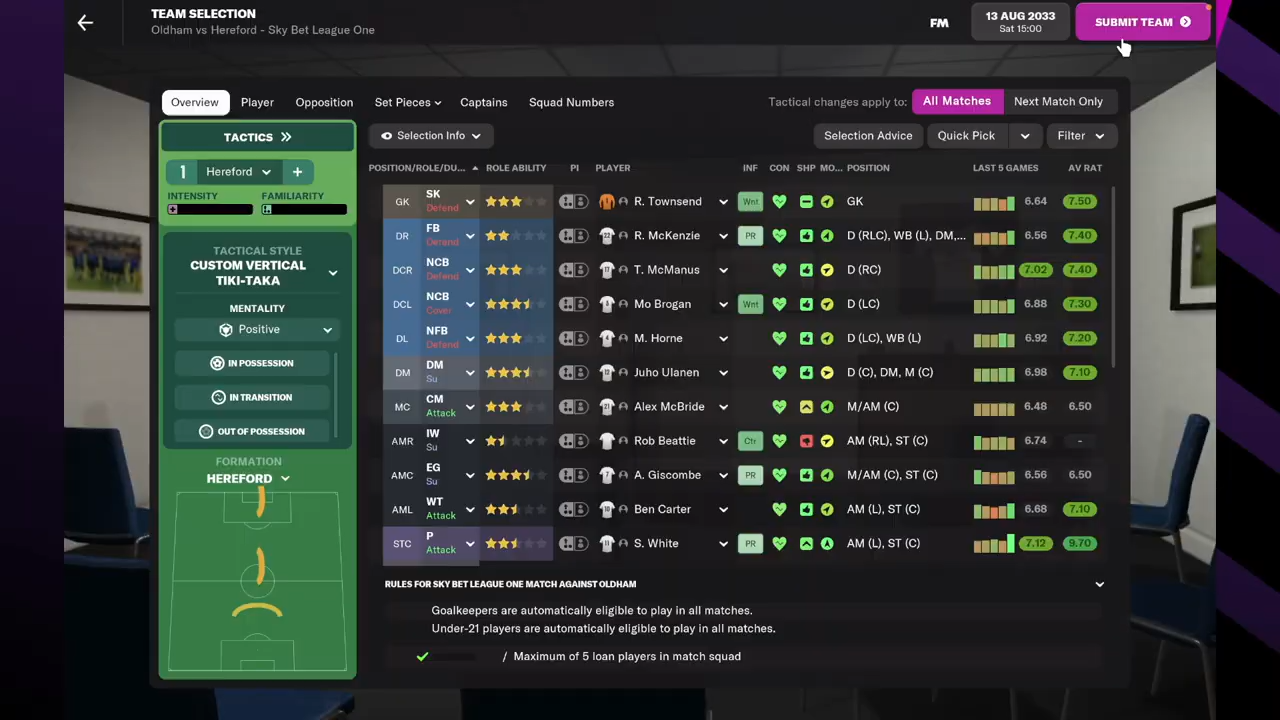 TEAM SELECTION
Oldham vs Hereford - Sky Bet League One
FM
13 AUG 2033
Sat 15:00
SUBMIT TEAM
Overview
Player
Opposition
Set Pieces
Captains
Squad Numbers
Tactical changes apply to:
All Matches
Next Match Only
TACTICS
Selection Info
Selection Advice
Quick Pick
Filter
1 Hereford +
INTENSITY FAMILIARITY
TACTICAL STYLE
CUSTOM VERTICAL
TIKI-TAKA
MENTALITY
Positive
IN POSSESSION
IN TRANSITION
OUT OF POSSESSION
FORMATION
HEREFORD
POSITION/ROLE/DU... ROLE ABILITY PI PLAYER INF CON SHP MO... POSITION LAST 5 GAMES AV RAT
GK SK Defend R. Townsend Wnt GK 6.64 7.50
DR FB Defend R. McKenzie PR D (RLC), WB (L), DM,... 6.56 7.40
DCR NCB Defend T. McManus D (RC) 7.02 7.40
DCL NCB Cover Mo Brogan Wnt D (LC) 6.88 7.30
DL NFB Defend M. Horne D (LC), WB (L) 6.92 7.20
DM DM Su Juho Ulanen D (C), DM, M (C) 6.98 7.10
MC CM Attack Alex McBride M/AM (C) 6.48 6.50
AMR IW Su Rob Beattie Ctr AM (RL), ST (C) 6.74 -
AMC EG Su A. Giscombe PR M/AM (C), ST (C) 6.56 6.50
AML WT Attack Ben Carter AM (L), ST (C) 6.68 7.10
STC P Attack S. White PR AM (L), ST (C) 7.12 9.70
RULES FOR SKY BET LEAGUE ONE MATCH AGAINST OLDHAM
Goalkeepers are automatically eligible to play in all matches.
Under-21 players are automatically eligible to play in all matches.
/ Maximum of 5 loan players in match squad